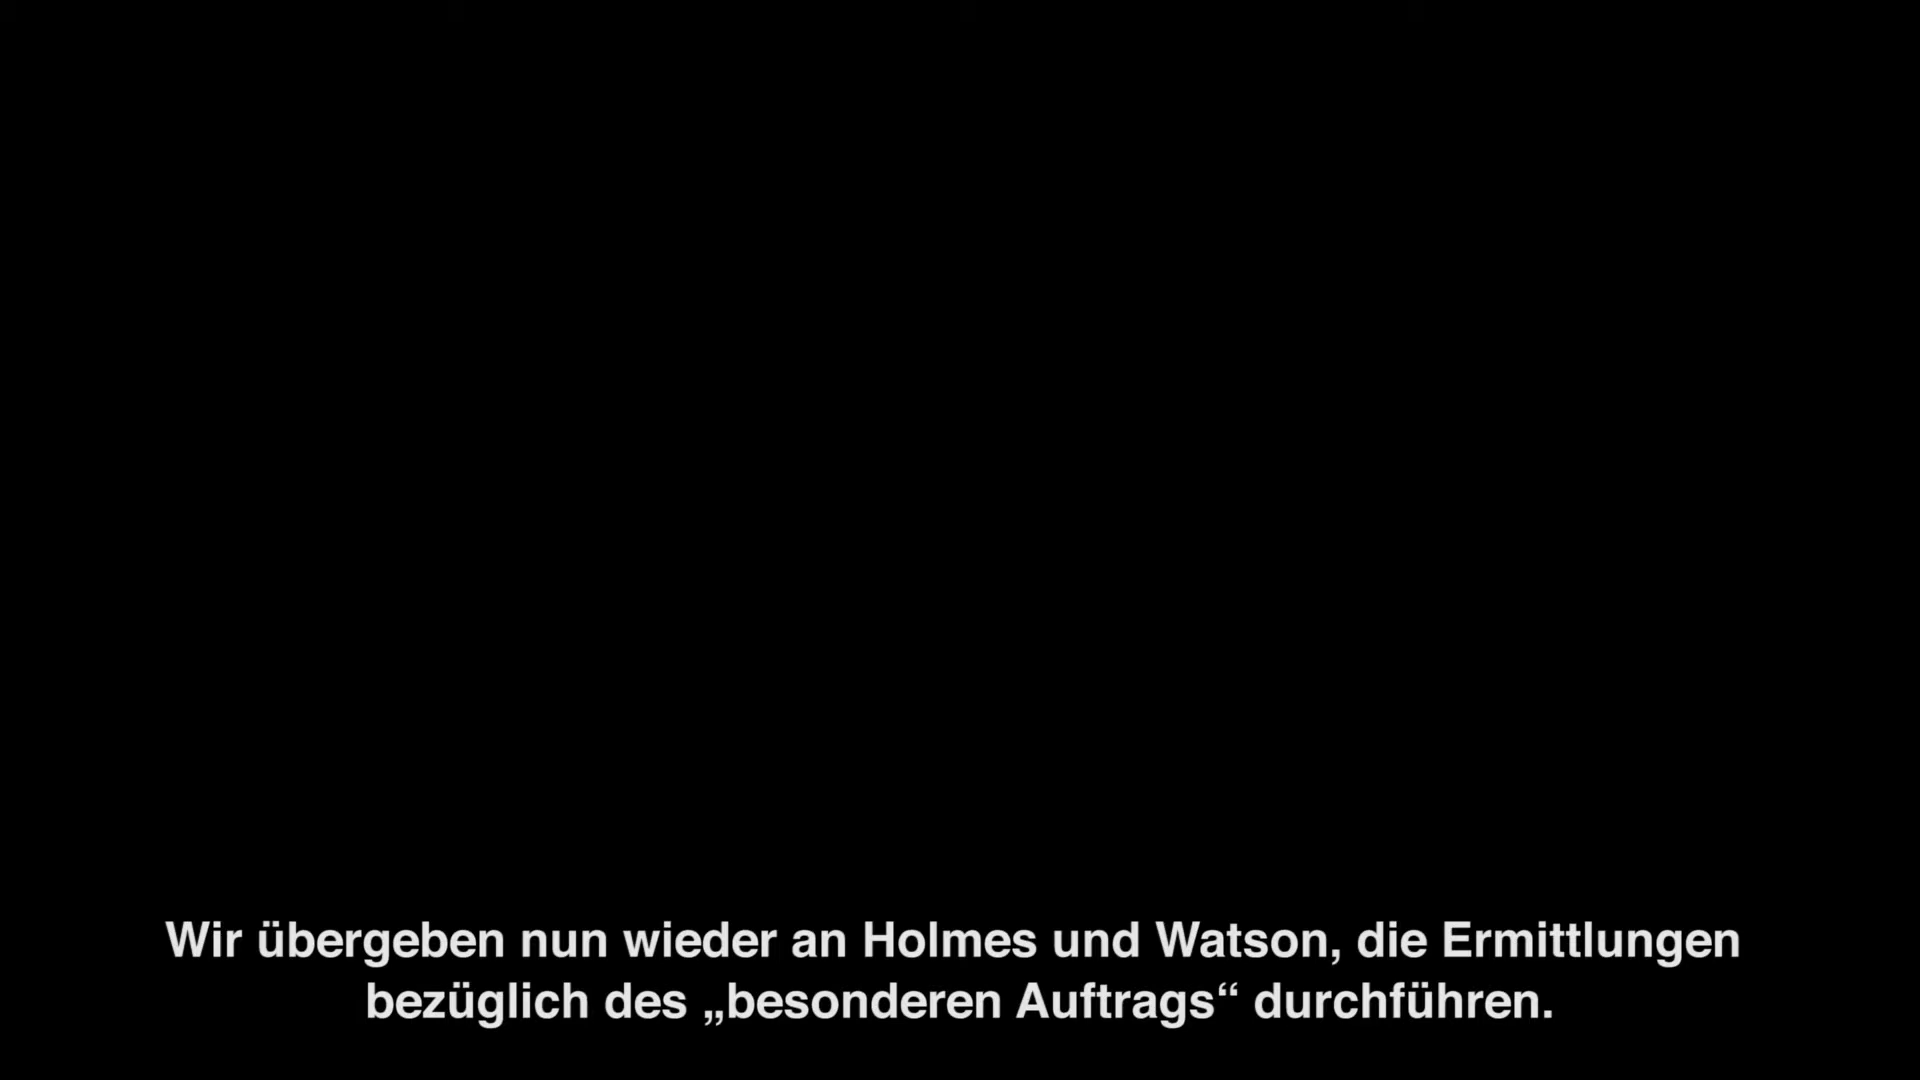 Wir übergeben nun wieder an Holmes und Watson, die Ermittlungen
bezüglich des „besonderen Auftrags“ durchführen.